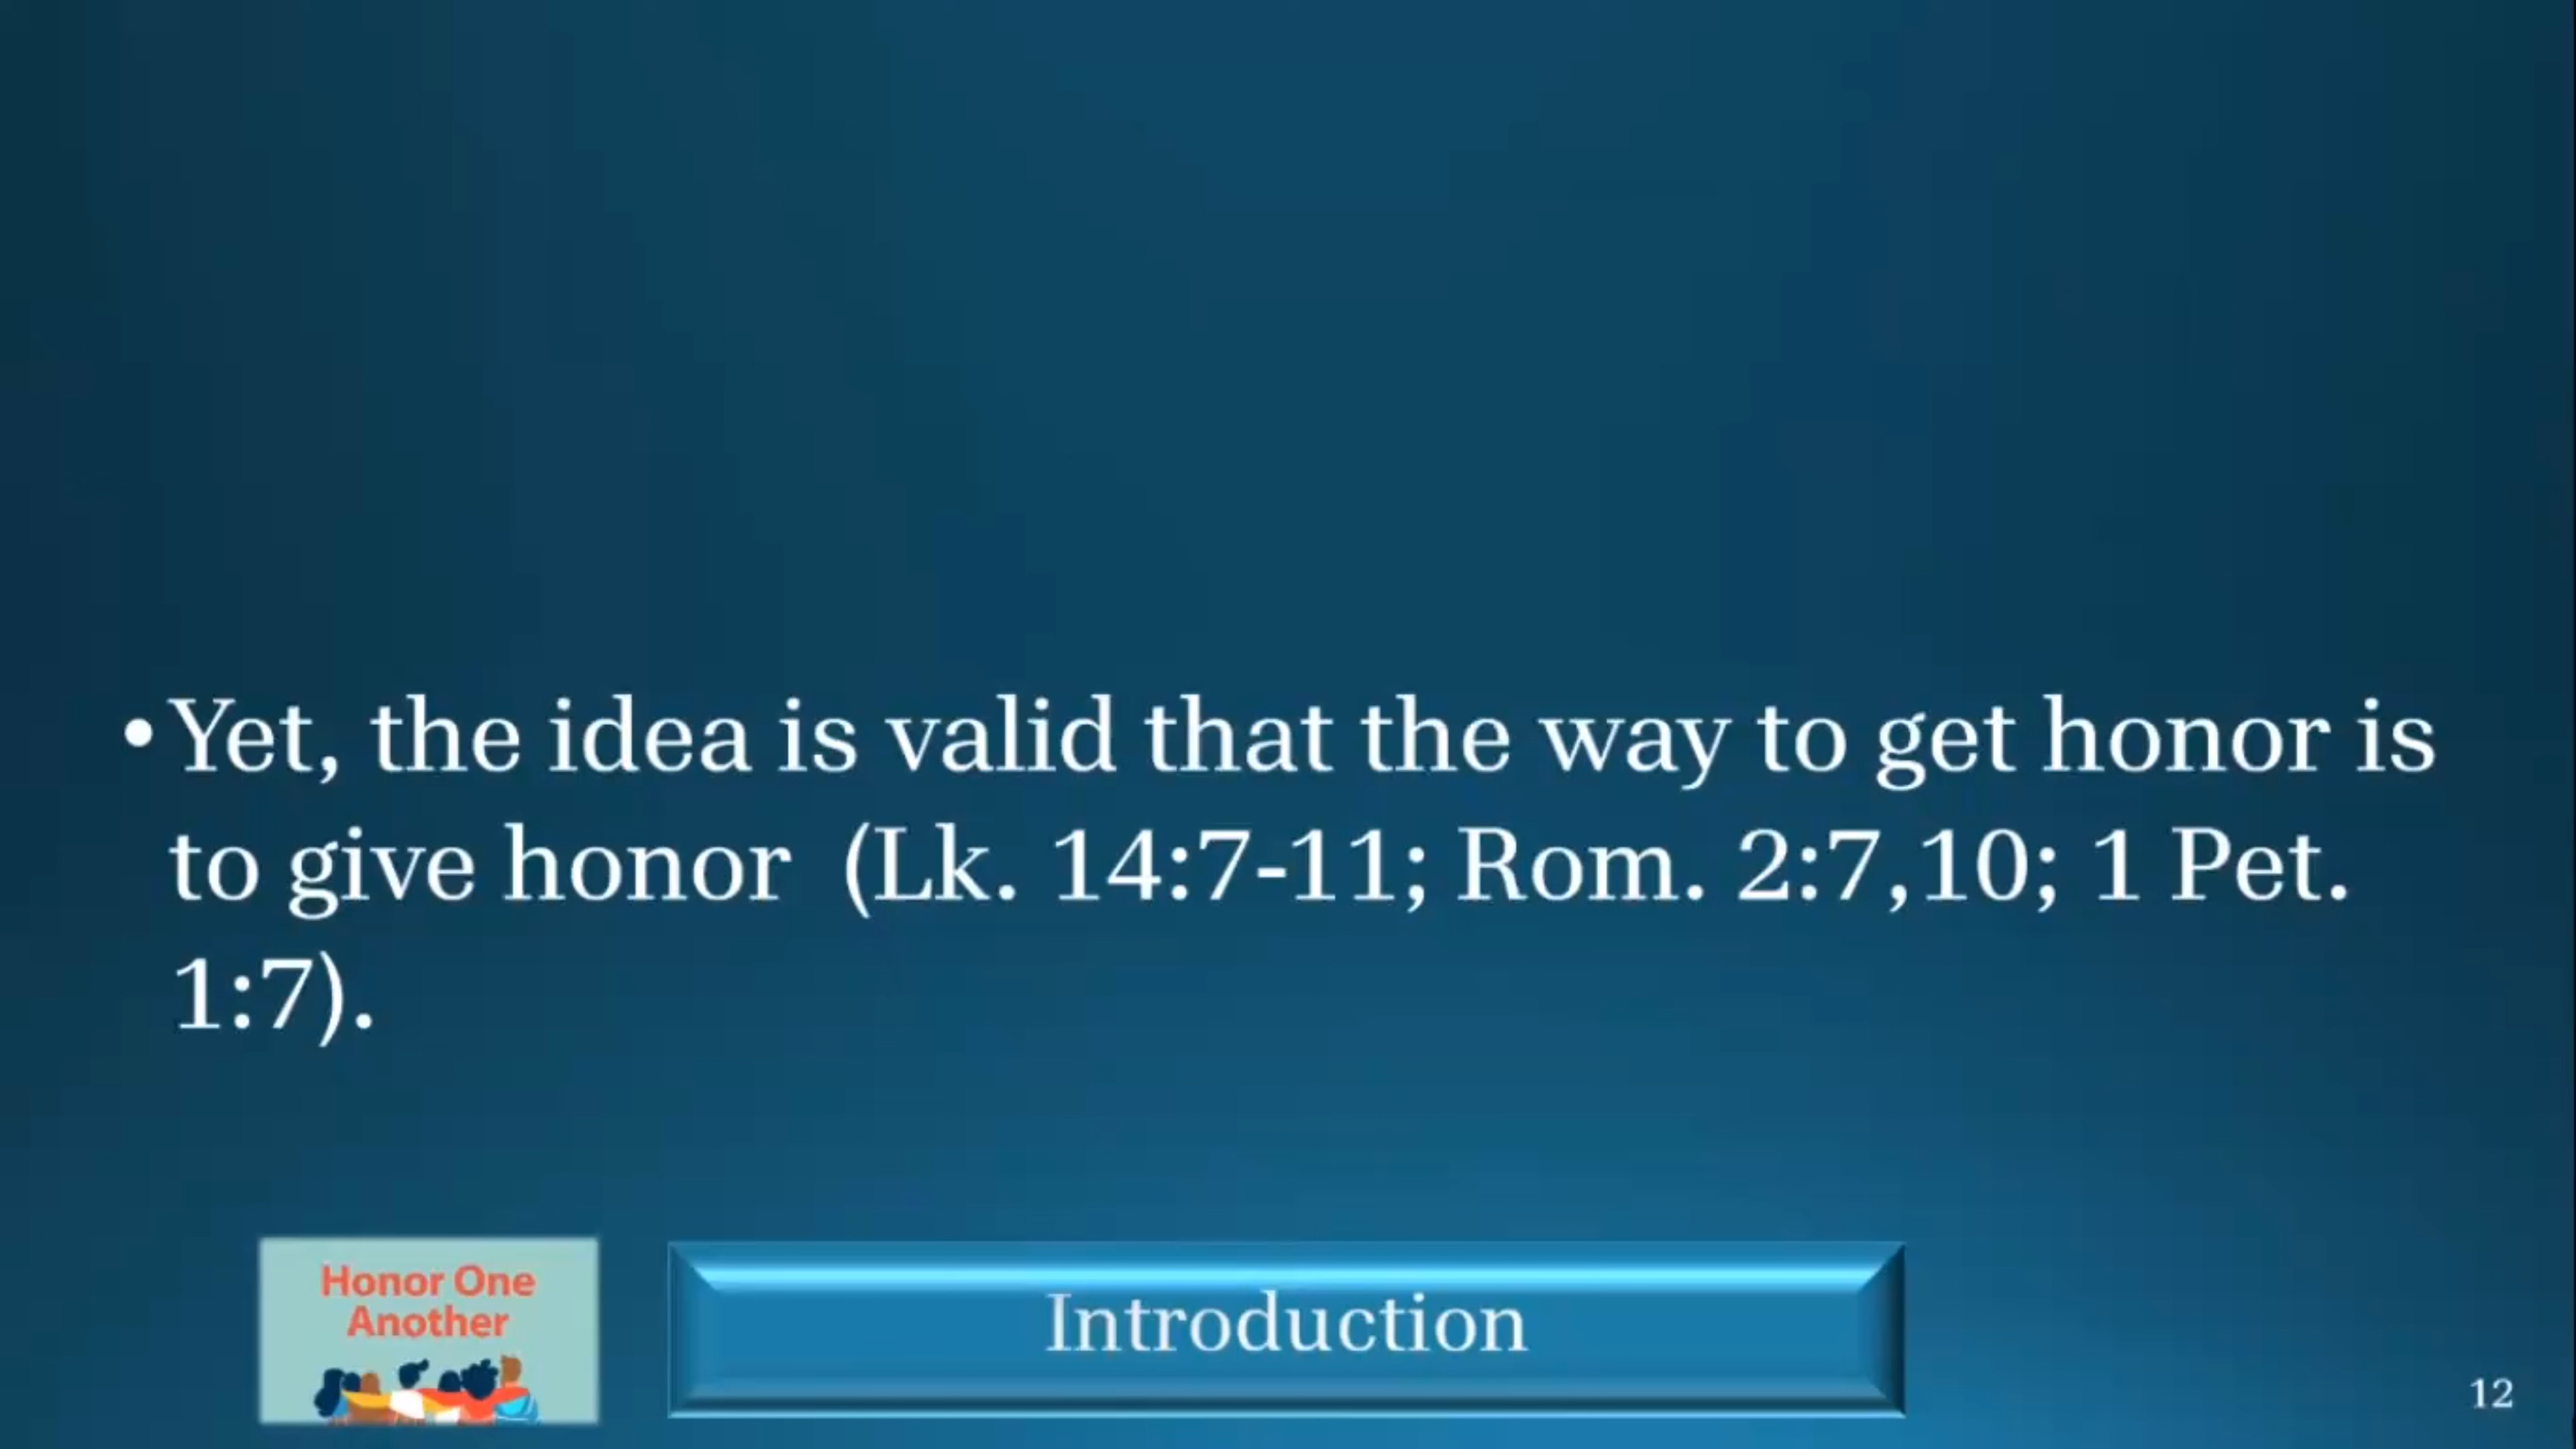 •Yet, the idea is valid that the way to get honor is
to give honor  (Lk. 14:7-11; Rom. 2:7,10; 1 Pet.
1:7).
Honor One
Another
Introduction
12